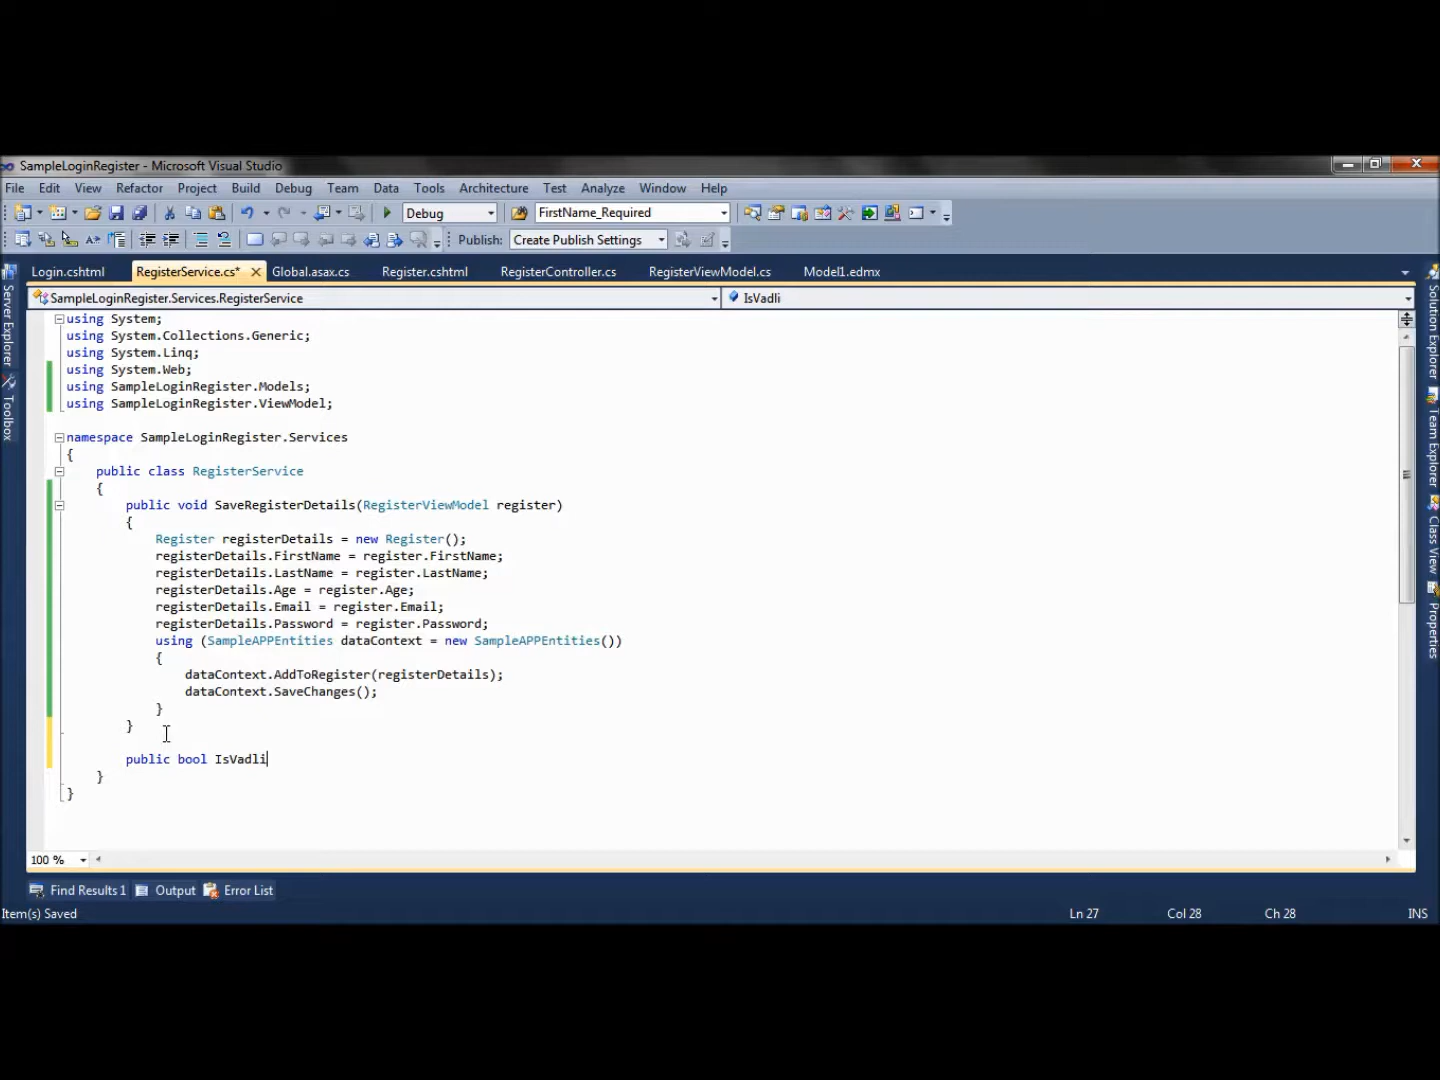 SampleLoginRegister - Microsoft Visual Studio
File Edit View Refactor Project Build Debug Team Data Tools Architecture Test Analyze Window Help
Debug FirstName_Required
Publish: Create Publish Settings
Login.cshtml RegisterService.cs* Global.asax.cs Register.cshtml RegisterController.cs RegisterViewModel.cs Model1.edmx
SampleLoginRegister.Services.RegisterService IsVadli
Server Explorer
Toolbox
Solution Explorer
Team Explorer
Class View
Properties
using System;
using System.Collections.Generic;
using System.Linq;
using System.Web;
using SampleLoginRegister.Models;
using SampleLoginRegister.ViewModel;
namespace SampleLoginRegister.Services
{
public class RegisterService
{
public void SaveRegisterDetails(RegisterViewModel register)
{
Register registerDetails = new Register();
registerDetails.FirstName = register.FirstName;
registerDetails.LastName = register.LastName;
registerDetails.Age = register.Age;
registerDetails.Email = register.Email;
registerDetails.Password = register.Password;
using (SampleAPPEntities dataContext = new SampleAPPEntities())
{
dataContext.AddToRegister(registerDetails);
dataContext.SaveChanges();
}
}
public bool IsVadli
}
}
100 %
Find Results 1 Output Error List
Item(s) Saved Ln 27 Col 28 Ch 28 INS